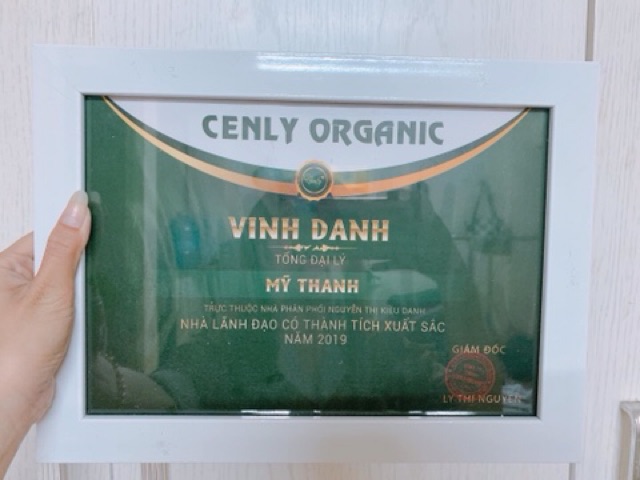 CENLY ORGANIC
VINH DANH
TỔNG ĐẠI LÝ
MỸ THANH
TRỰC THUỘC NHÀ PHÂN PHỐI NGUYỄN THỊ KIỀU DANH
NHÀ LÃNH ĐẠO CÓ THÀNH TÍCH XUẤT SẮC
NĂM 2019
GIÁM ĐỐC
LÝ THỊ NGUYÊN